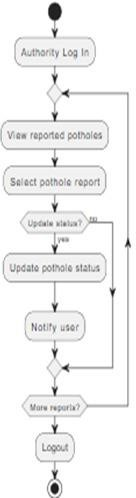 Authority Log In
View reported potholes
Select pothole report
Update status?
no
yes
Update pothole status
Notify user
More reports?
Logout